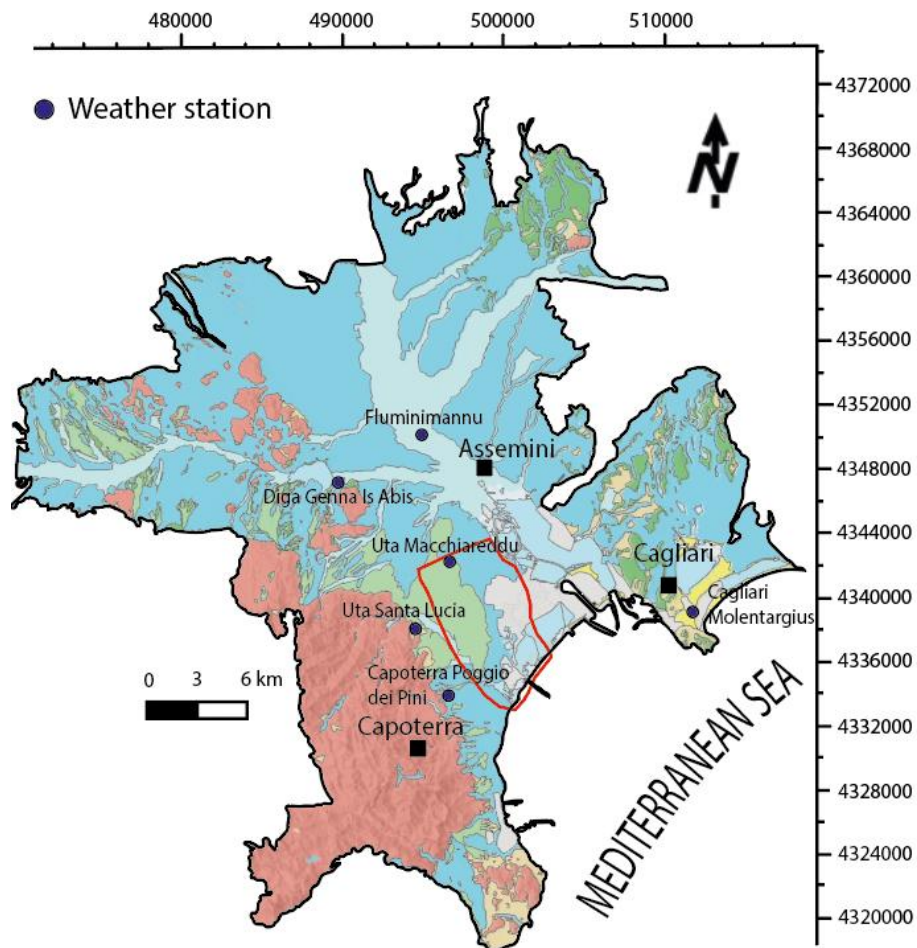 480000 490000 500000 510000
Weather station
N
4372000
4368000
4364000
4360000
4356000
4352000
4348000
4344000
4340000
4336000
4332000
4328000
4324000
4320000
Fluminimannu
Assemini
Diga Genna Is Abis
Uta Macchiareddu
Cagliari
Cagliari
Molentargius
Uta Santa Lucia
Capoterra Poggio
dei Pini
Capoterra
0 3 6 km
MEDITERRANEAN SEA